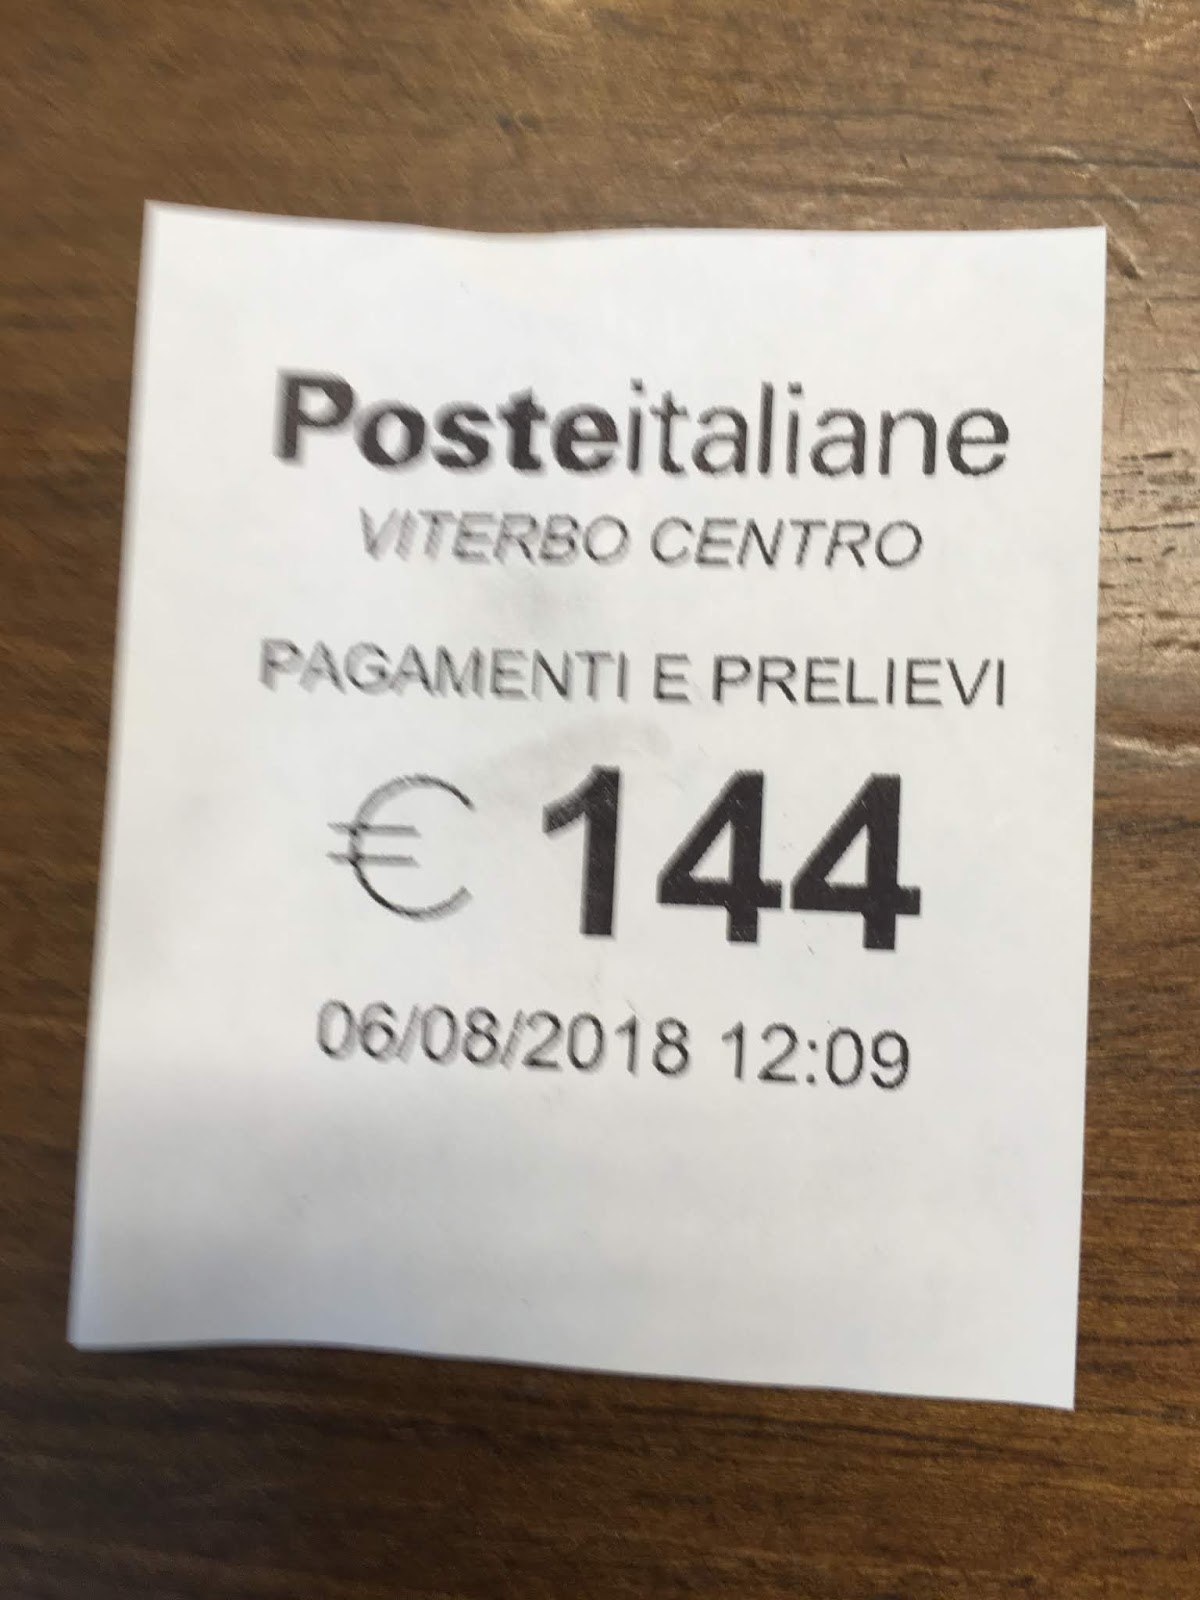 Posteitaliane
VITERBO CENTRO
PAGAMENTI E PRELIEVI
€ 144
06/08/2018 12:09